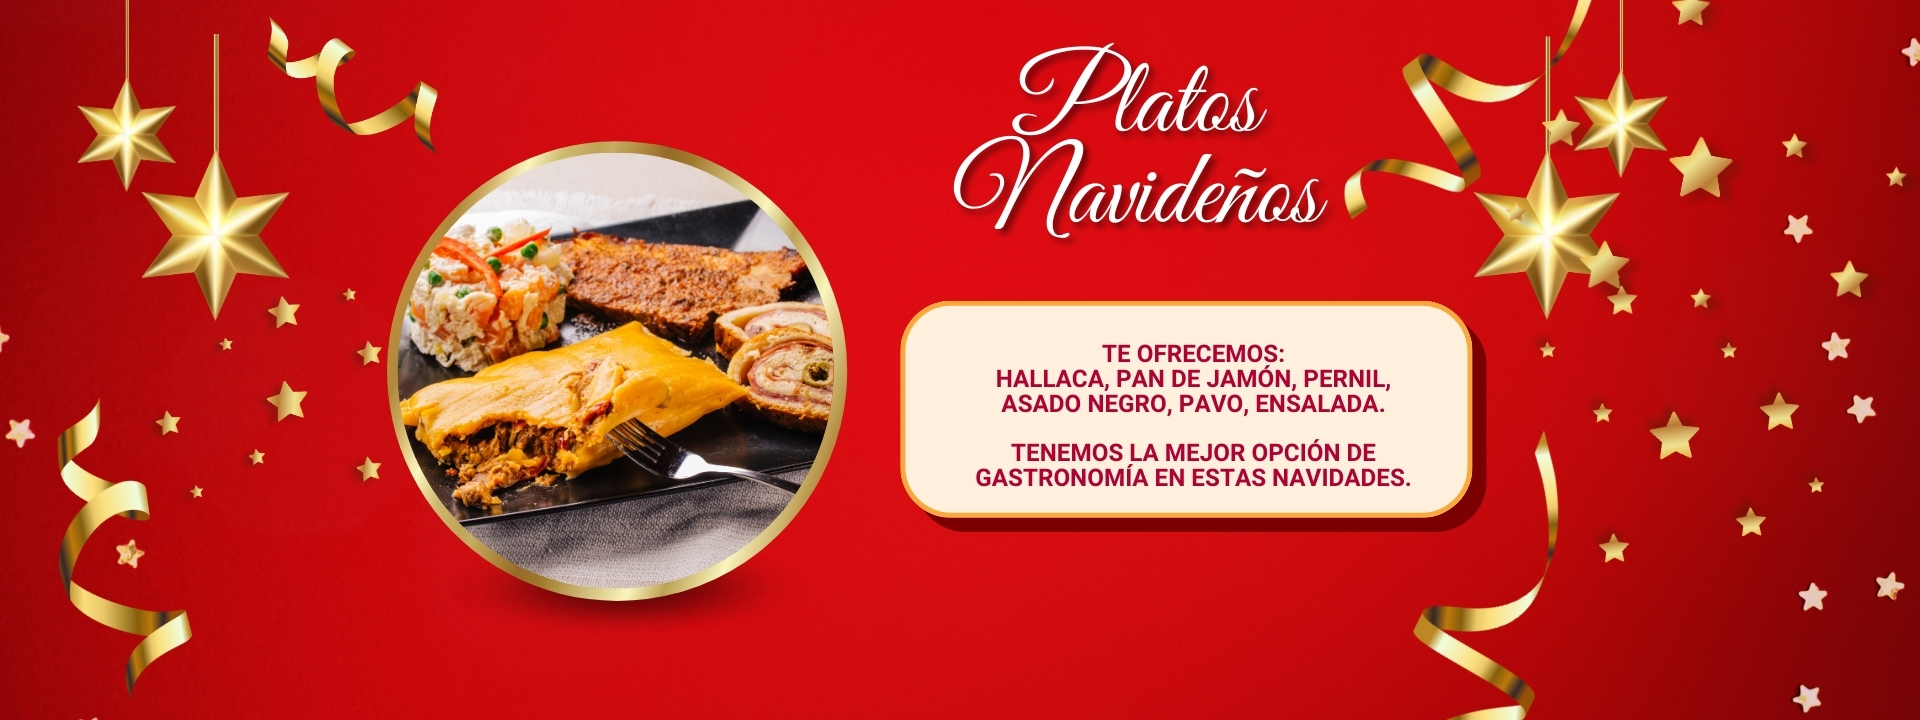 Platos
Navideños
TE OFRECEMOS:
HALLACA, PAN DE JAMÓN, PERNIL,
ASADO NEGRO, PAVO, ENSALADA.
TENEMOS LA MEJOR OPCIÓN DE
GASTRONOMÍA EN ESTAS NAVIDADES.